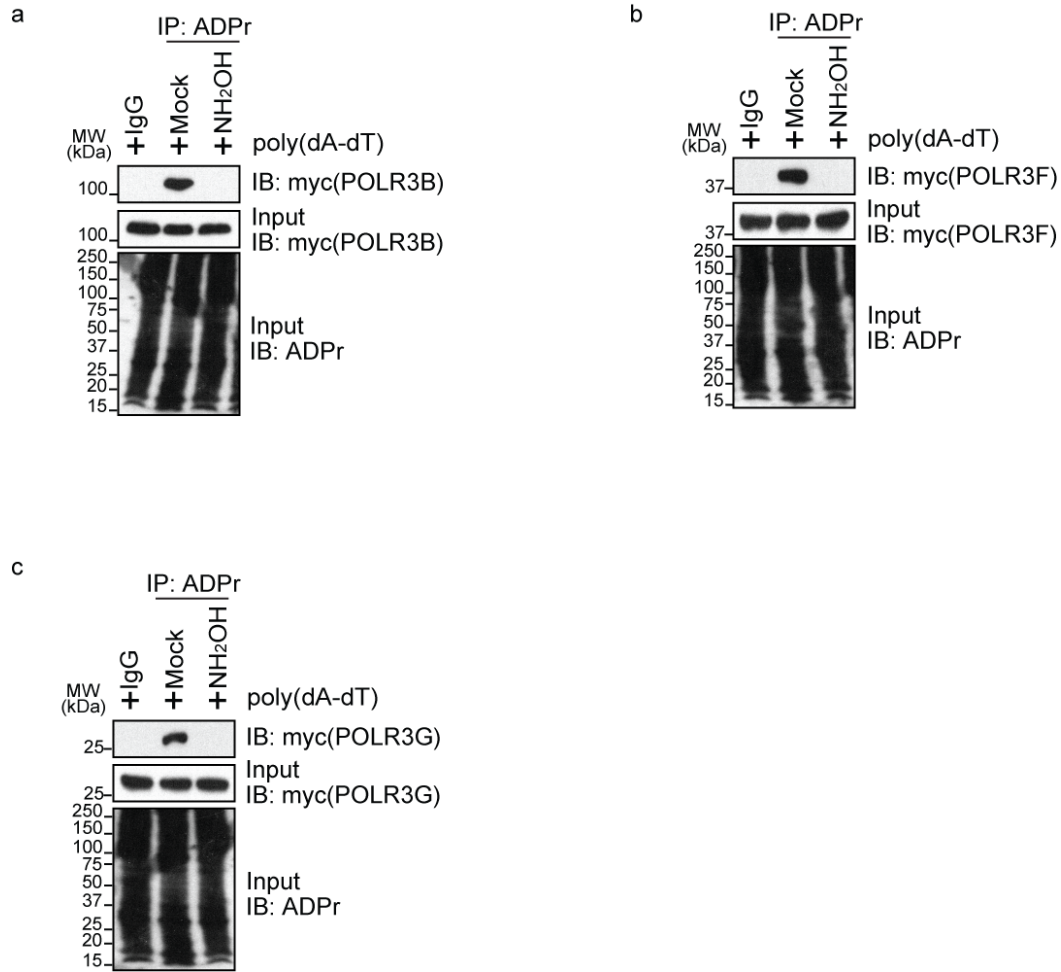 a
IP: ADPr
+IgG
+Mock
+NH2OH
MW
(kDa)
poly(dA-dT)
100
IB: myc(POLR3B)
100
Input
IB: myc(POLR3B)
250
150
100
75
50
37
25
20
15
Input
IB: ADPr
b
IP: ADPr
+IgG
+Mock
+NH2OH
MW
(kDa)
poly(dA-dT)
37
IB: myc(POLR3F)
37
Input
IB: myc(POLR3F)
250
150
100
75
50
37
25
20
15
Input
IB: ADPr
c
IP: ADPr
+IgG
+Mock
+NH2OH
MW
(kDa)
poly(dA-dT)
25
IB: myc(POLR3G)
25
Input
IB: myc(POLR3G)
250
150
100
75
50
37
25
20
15
Input
IB: ADPr